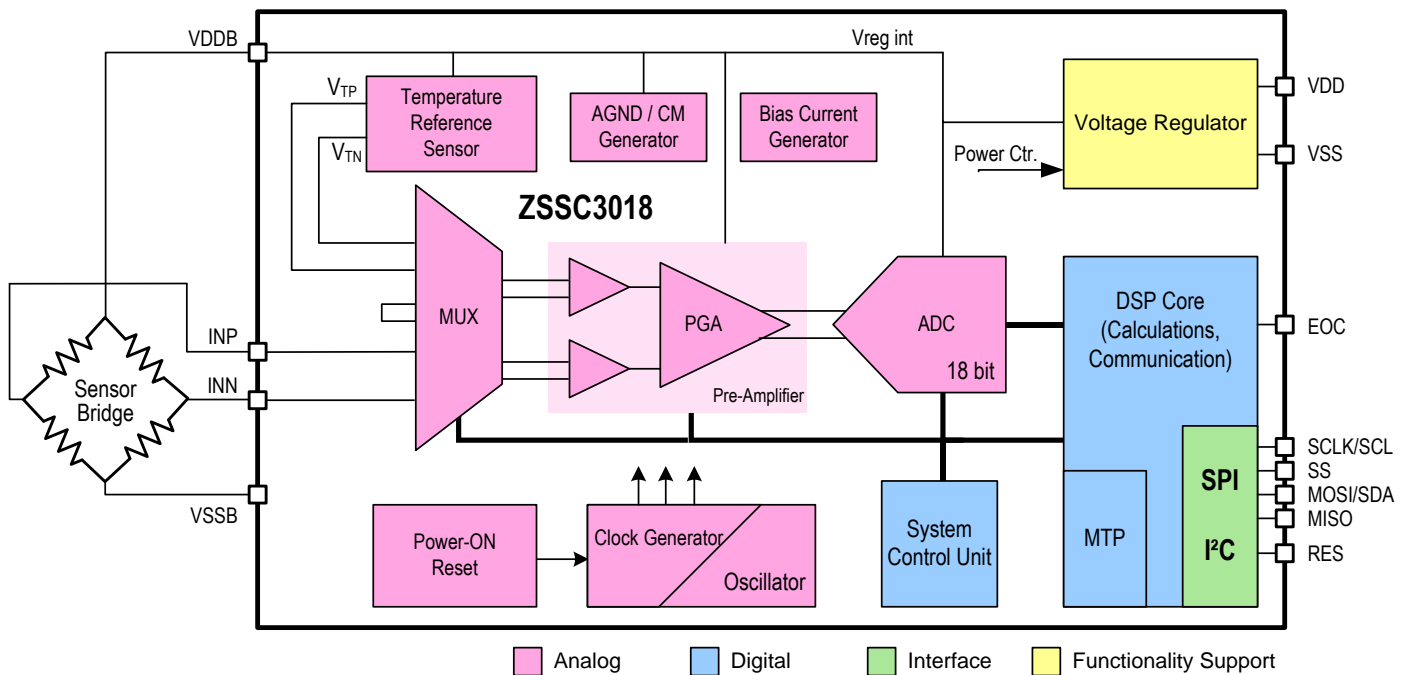 VDDB
Vreg int
VTP
Temperature
Reference
Sensor
VTN
AGND / CM
Generator
Bias Current
Generator
Voltage Regulator
VDD
VSS
Power Ctr.
ZSSC3018
MUX
PGA
Pre-Amplifier
ADC
18 bit
DSP Core
(Calculations,
Communication)
EOC
INP
INN
Sensor
Bridge
VSSB
SCLK/SCL
SS
MOSI/SDA
MISO
RES
SPI
I²C
MTP
Power-ON
Reset
Clock Generator
Oscillator
System
Control Unit
Analog
Digital
Interface
Functionality Support